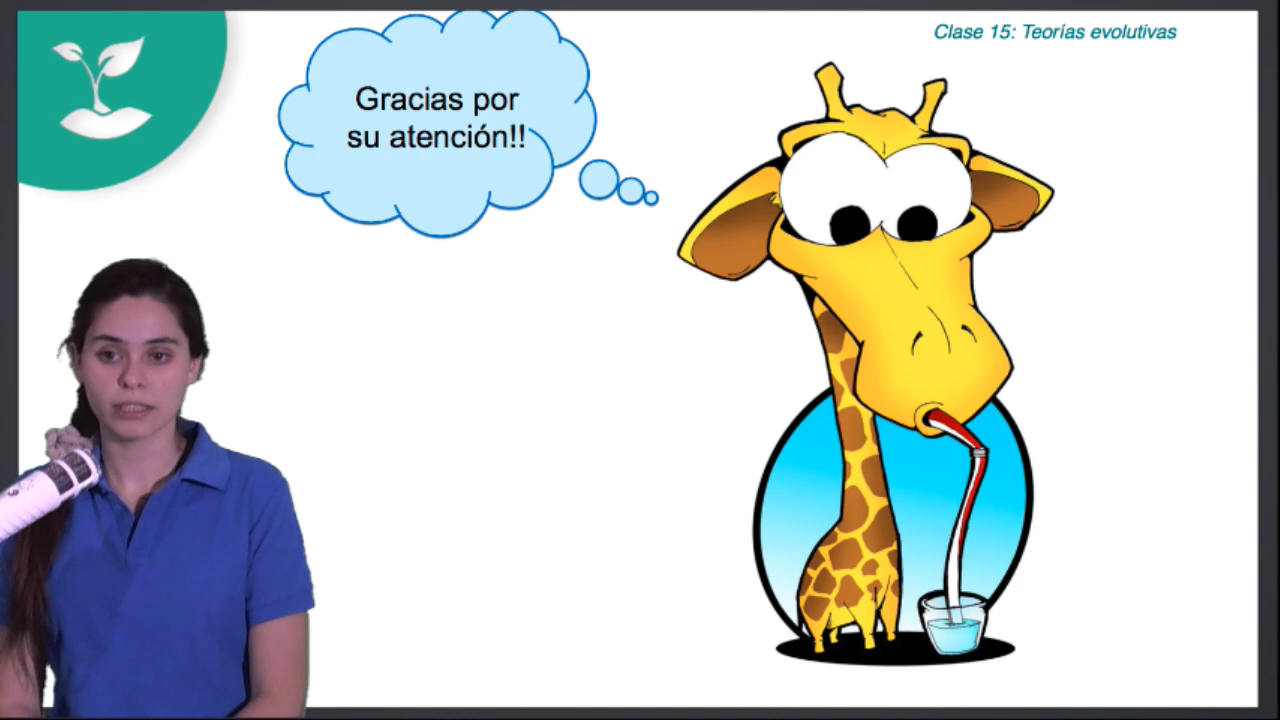 Clase 15: Teorías evolutivas
Gracias por
su atención!!